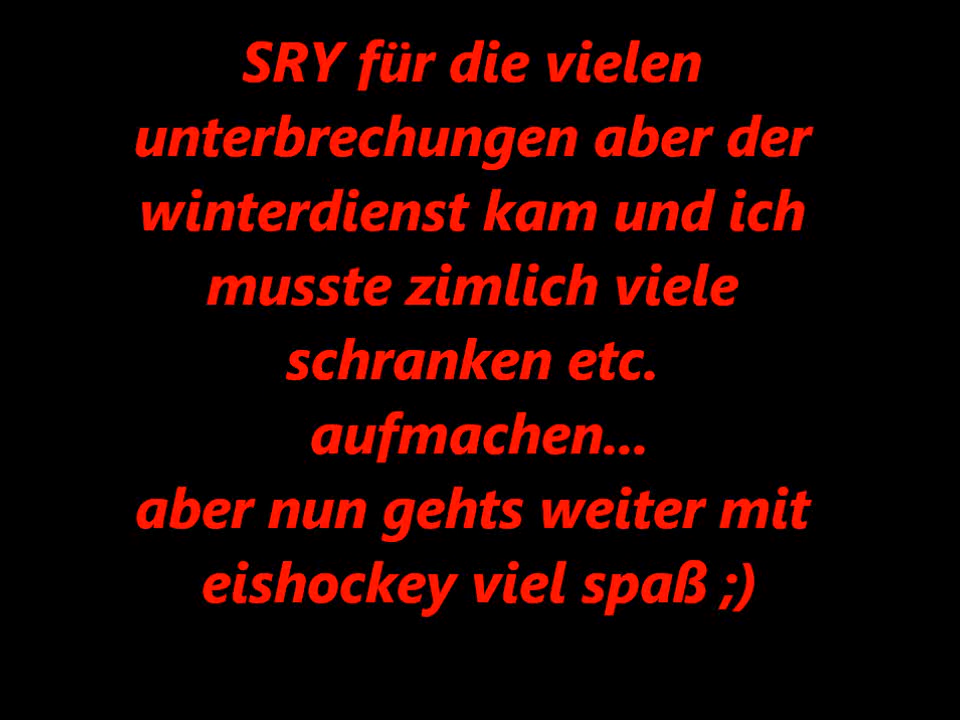 SRY für die vielen
unterbrechungen aber der
winterdienst kam und ich
musste zimlich viele
schranken etc.
aufmachen...
aber nun gehts weiter mit
eishockey viel spaß ;)